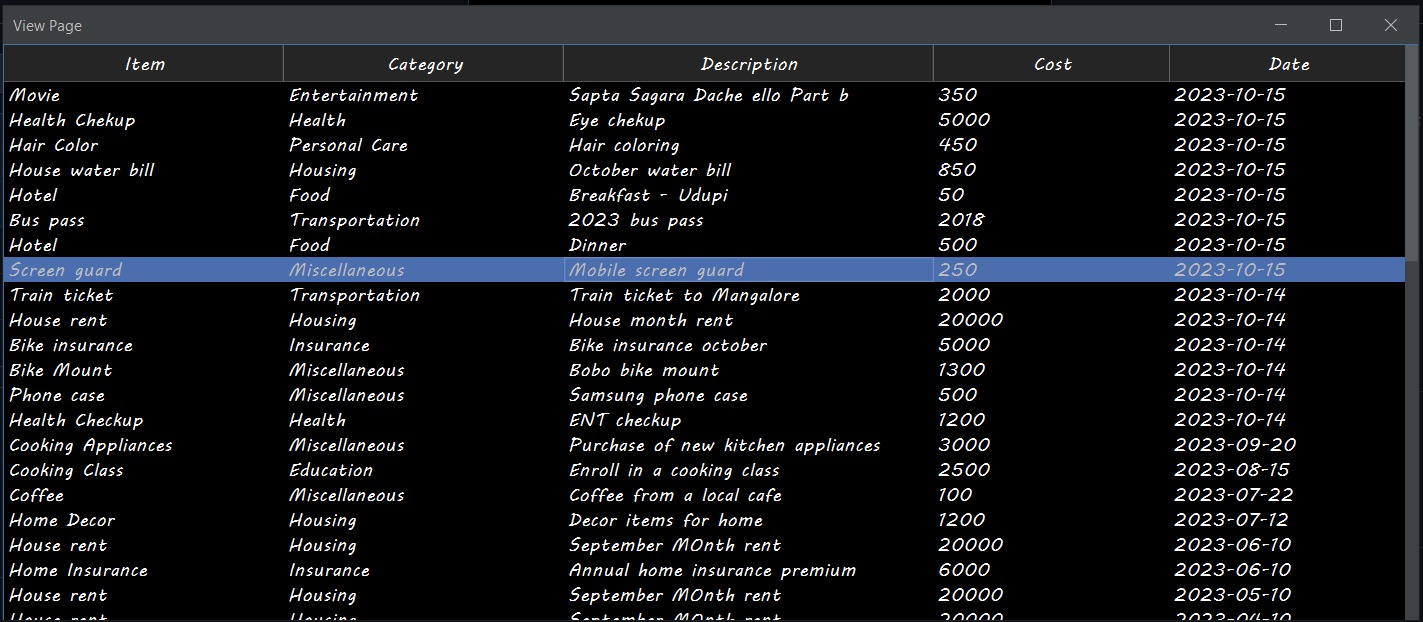 View Page
Item Category Description Cost Date
Movie Entertainment Sapta Sagara Dache ello Part b 350 2023-10-15
Health Chekup Health Eye chekup 5000 2023-10-15
Hair Color Personal Care Hair coloring 450 2023-10-15
House water bill Housing October water bill 850 2023-10-15
Hotel Food Breakfast - Udupi 50 2023-10-15
Bus pass Transportation 2023 bus pass 2018 2023-10-15
Hotel Food Dinner 500 2023-10-15
Screen guard Miscellaneous Mobile screen guard 250 2023-10-15
Train ticket Transportation Train ticket to Mangalore 2000 2023-10-14
House rent Housing House month rent 20000 2023-10-14
Bike insurance Insurance Bike insurance october 5000 2023-10-14
Bike Mount Miscellaneous Bobo bike mount 1300 2023-10-14
Phone case Miscellaneous Samsung phone case 500 2023-10-14
Health Checkup Health ENT checkup 1200 2023-10-14
Cooking Appliances Miscellaneous Purchase of new kitchen appliances 3000 2023-09-20
Cooking Class Education Enroll in a cooking class 2500 2023-08-15
Coffee Miscellaneous Coffee from a local cafe 100 2023-07-22
Home Decor Housing Decor items for home 1200 2023-07-12
House rent Housing September MOnth rent 20000 2023-06-10
Home Insurance Insurance Annual home insurance premium 6000 2023-06-10
House rent Housing September MOnth rent 20000 2023-05-10
House rent Housing September MOnth rent 20000 2023-04-10